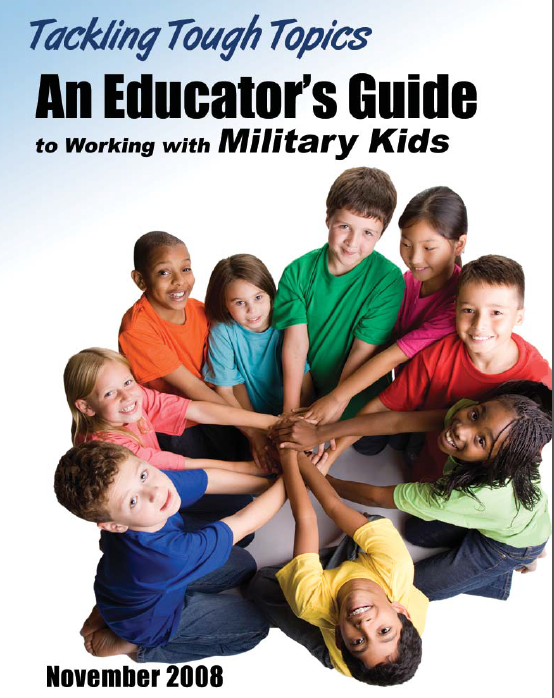 Tackling Tough Topics
An Educator's Guide
to Working with Military Kids
November 2008